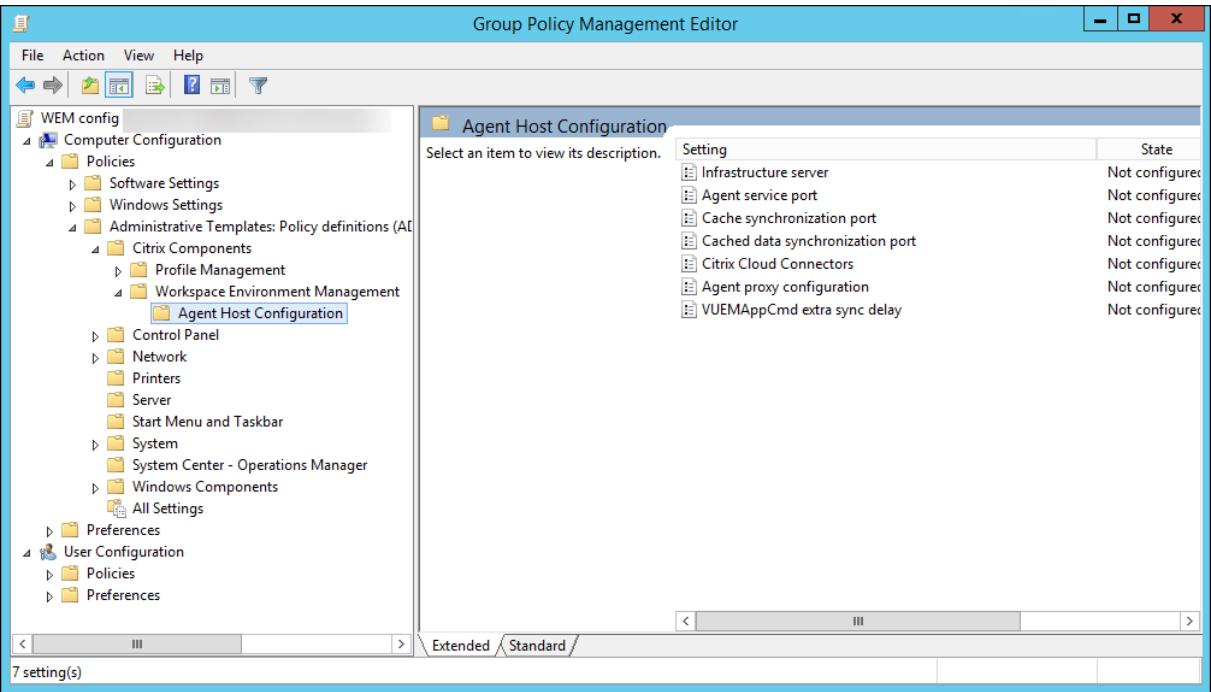 Group Policy Management Editor
File Action View Help
WEM config
Computer Configuration
Policies
Software Settings
Windows Settings
Administrative Templates: Policy definitions (AD
Citrix Components
Profile Management
Workspace Environment Management
Agent Host Configuration
Control Panel
Network
Printers
Server
Start Menu and Taskbar
System
System Center - Operations Manager
Windows Components
All Settings
Preferences
User Configuration
Policies
Preferences
Agent Host Configuration
Select an item to view its description.
Setting State
Infrastructure server Not configured
Agent service port Not configured
Cache synchronization port Not configured
Cached data synchronization port Not configured
Citrix Cloud Connectors Not configured
Agent proxy configuration Not configured
VUEMAppCmd extra sync delay Not configured
Extended Standard
7 setting(s)